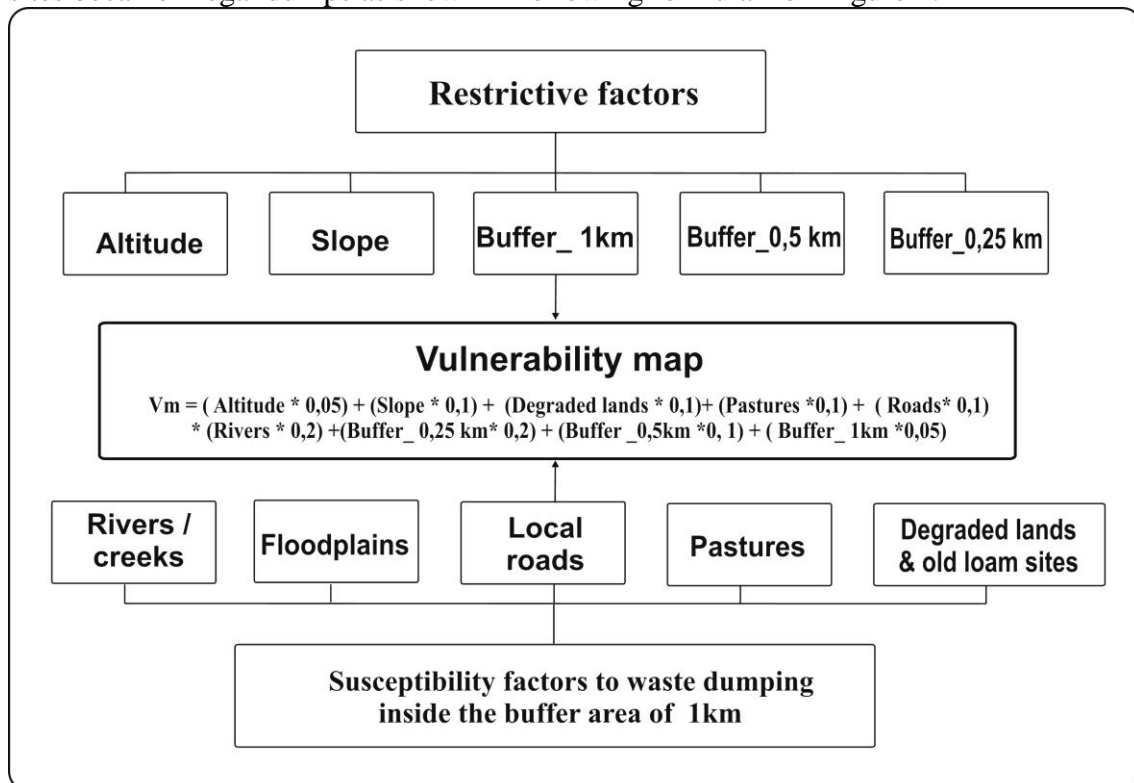 Restrictive factors
Altitude
Slope
Buffer_ 1km
Buffer_0,5 km
Buffer_0,25 km
Vulnerability map
Vm = ( Altitude * 0,05) + (Slope * 0,1) + (Degraded lands * 0,1)+ (Pastures *0,1) + ( Roads* 0,1)
* (Rivers * 0,2) +(Buffer_ 0,25 km* 0,2) + (Buffer _0,5km *0, 1) + ( Buffer_ 1km *0,05)
Rivers /
creeks
Floodplains
Local
roads
Pastures
Degraded lands
& old loam sites
Susceptibility factors to waste dumping
inside the buffer area of 1km